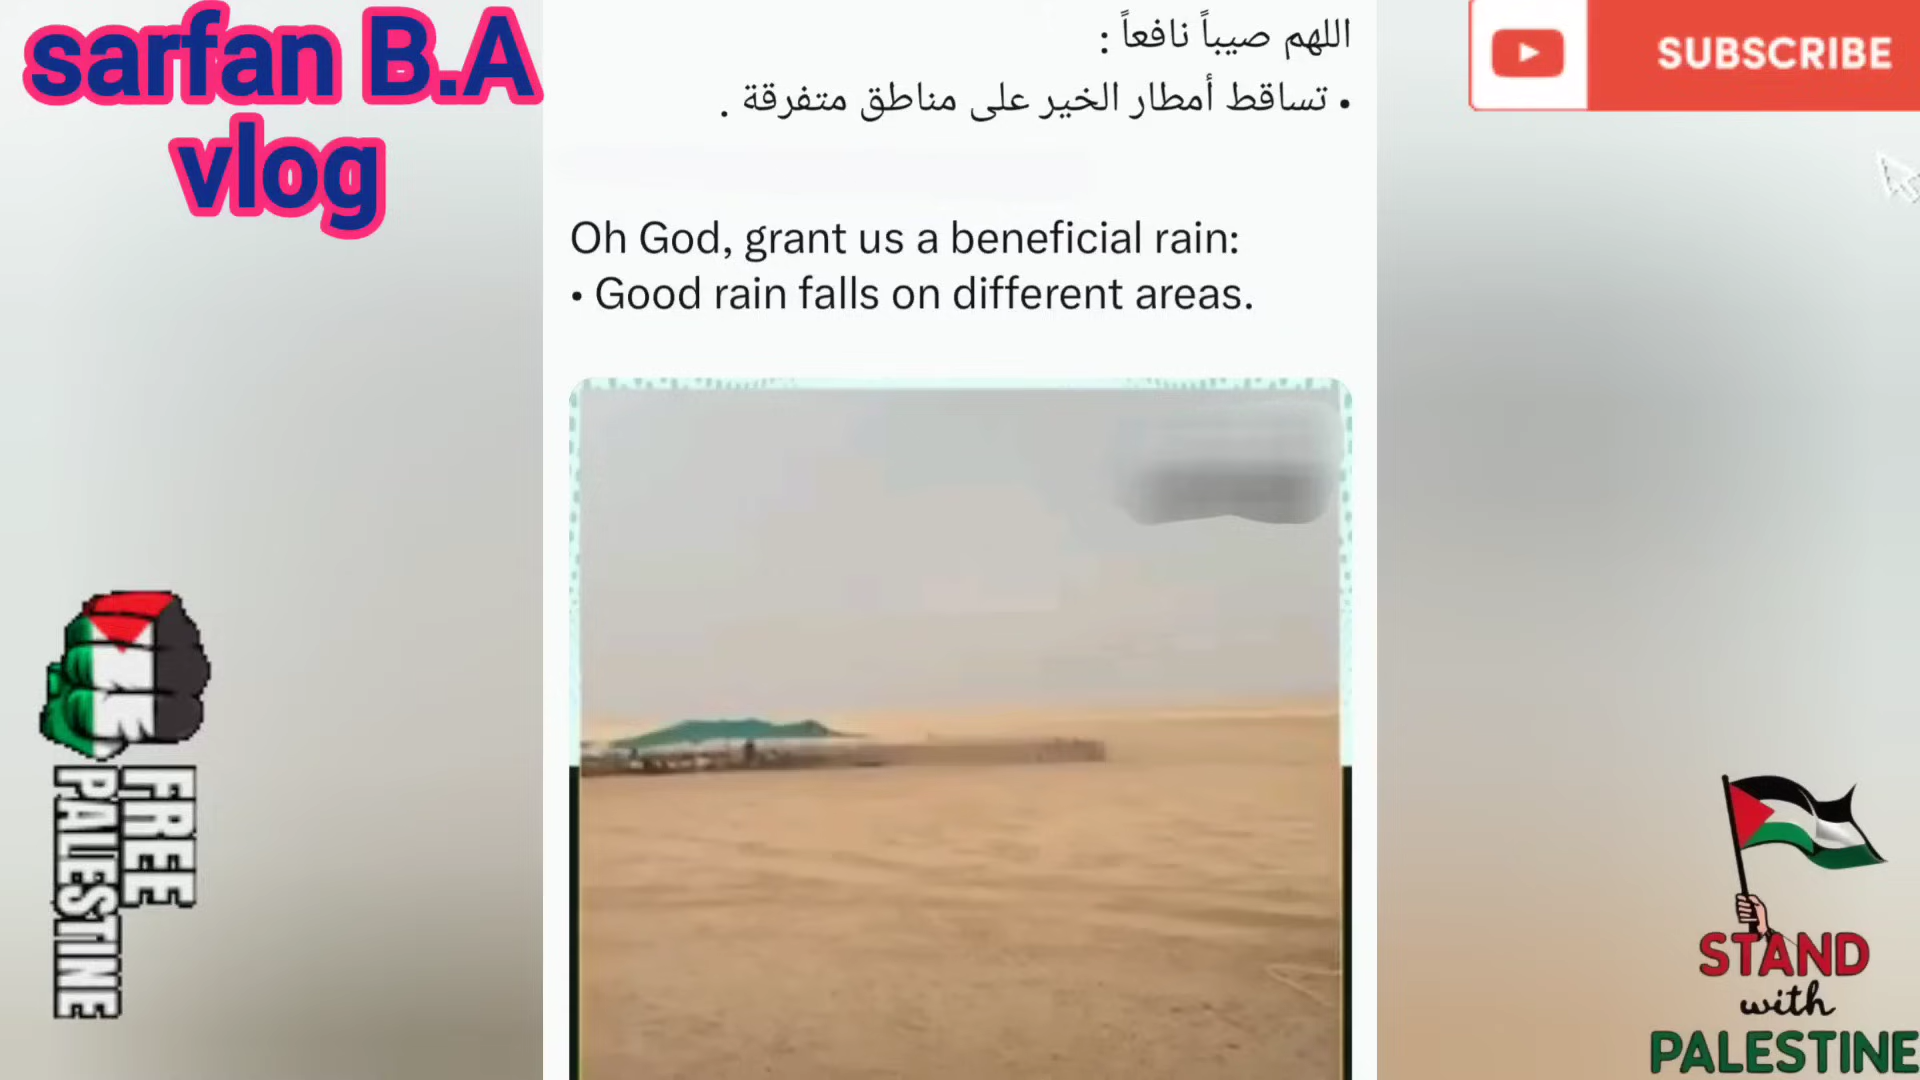 sarfan B.A
vlog
اللهم صيباً نافعاً :
• تساقط أمطار الخير على مناطق متفرقة .
SUBSCRIBE
Oh God, grant us a beneficial rain:
• Good rain falls on different areas.
FREE
PALESTINE
STAND
with
PALESTINE